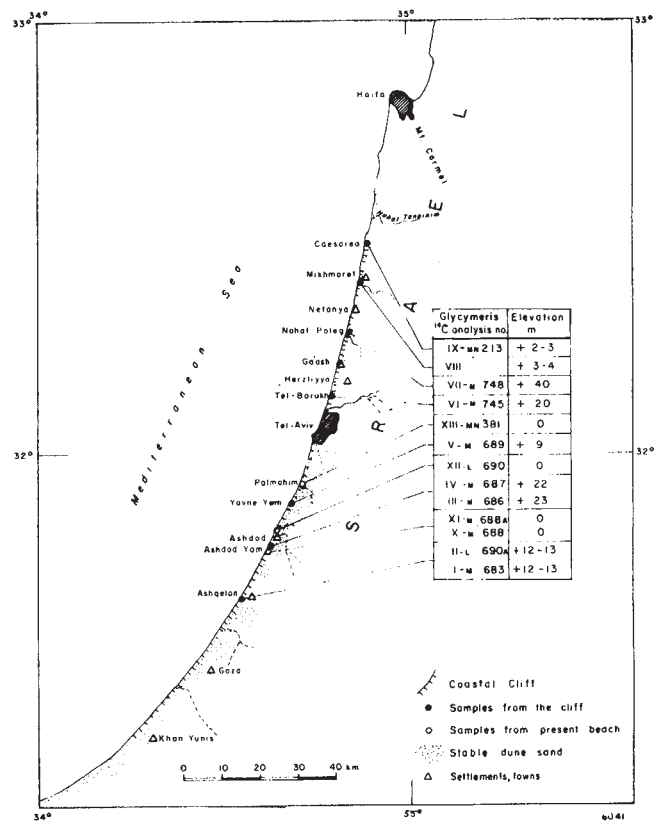 34°
33°
35°
33°
Haifa
Mt. Carmel
L
Nahal Taninim
E
Caesarea
Mikhmoret
Netanya
A
Nahal Poleg
Ga'ash
Herzliyya
Tel-Barukh
Tel-Aviv
R
Mediterranean Sea
32°
32°
Palmahim
Yavne Yam
S
Ashdod
Ashdod Yam
Ashqelon
Gaza
Khan Yunis
Glycymeris Elevation
14C analysis no. m
IX-MN 213 + 2-3
VIII + 3-4
VII-M 748 + 40
VI-M 745 + 20
XIII-MN 381 0
V-M 689 + 9
XII-L 690 0
IV-M 687 + 22
III-M 686 + 23
XI-M 688A 0
X-M 688 0
II-L 690A +12-13
I-M 683 +12-13
Coastal Cliff
Samples from the cliff
Samples from present beach
Stable dune sand
Settlements, towns
0 10 20 30 40 km
34°
55°
6041